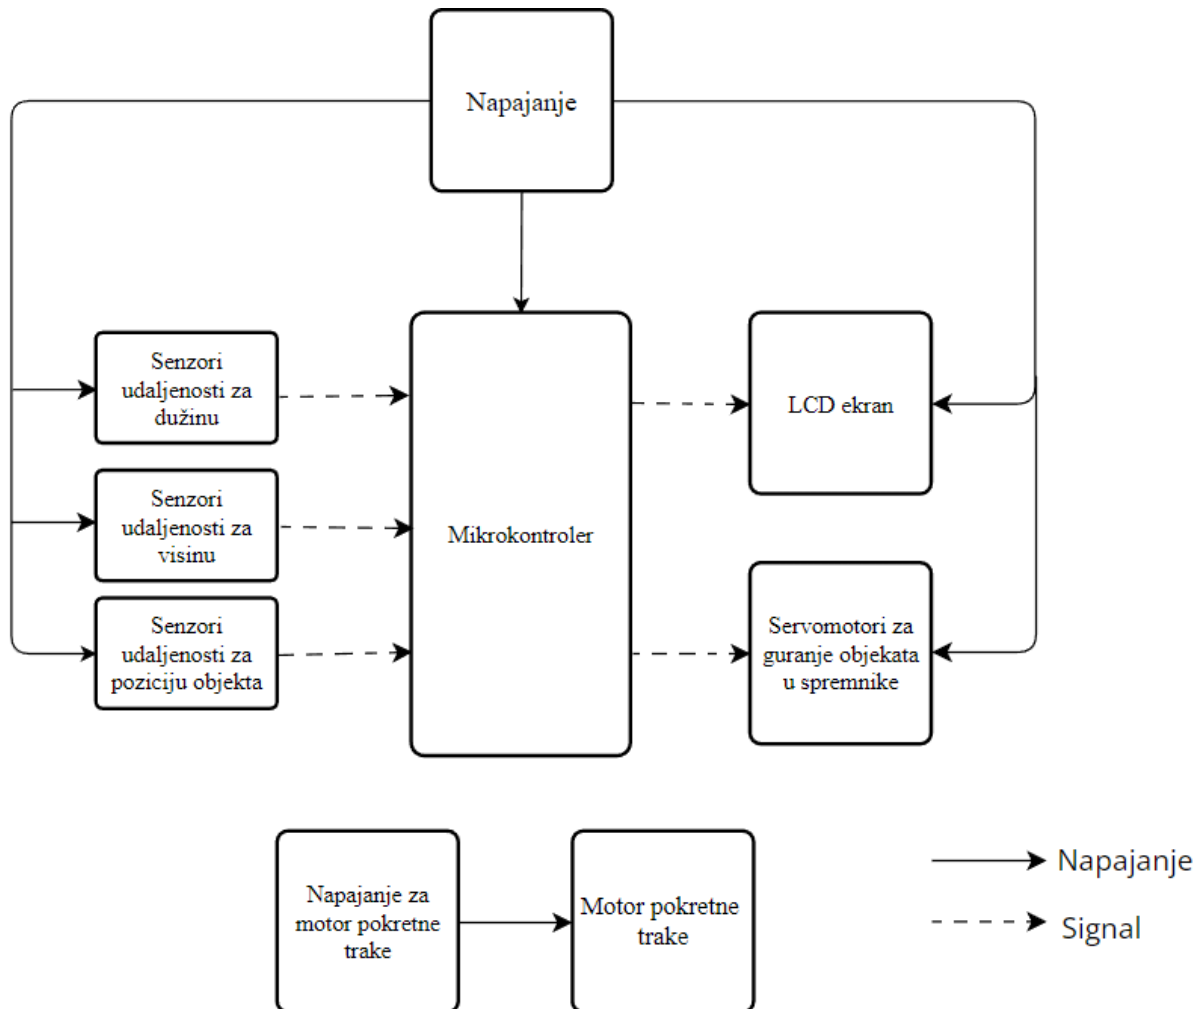 Napajanje
Senzori
udaljenosti za
dužinu
Senzori
udaljenosti za
visinu
Senzori
udaljenosti za
poziciju objekta
Mikrokontroler
LCD ekran
Servomotori za
guranje objekata
u spremnike
Napajanje za
motor pokretne
trake
Motor pokretne
trake
Napajanje
Signal